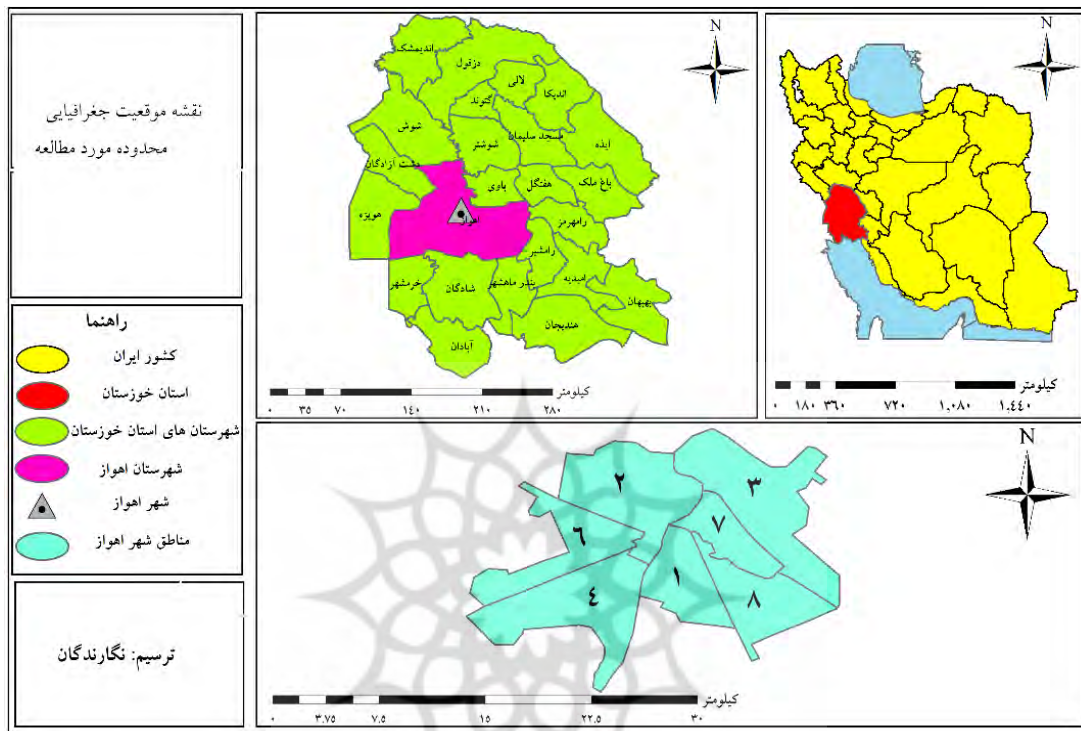 نقشه موقعیت جغرافیایی
محدوده مورد مطالعه
راهنما
کشور ایران
استان خوزستان
شهرستان های استان خوزستان
شهرستان اهواز
شهر اهواز
مناطق شهر اهواز
ترسیم: نگارندگان
N
اندیمشک
دزفول
لالی
اندیکا
گتوند
شوش
شوشتر
مسجد سلیمان
ایذه
دشت آزادگان
باوی
هفتگل
باغ ملک
هویزه
اهواز
رامهرمز
رامشیر
خرمشهر
شادگان
بندر ماهشهر
امیدیه
بهبهان
هندیجان
آبادان
کیلومتر
۰ ۳۵ ۷۰ ۱۴۰ ۲۱۰ ۲۸۰
N
کیلومتر
۰ ۱۸۰ ۳۶۰ ۷۲۰ ۱,۰۸۰ ۱,۴۴۰
N
۲
۳
۷
۶
۱
۴
۸
کیلومتر
۰ ۳.۷۵ ۷.۵ ۱۵ ۲۲.۵ ۳۰